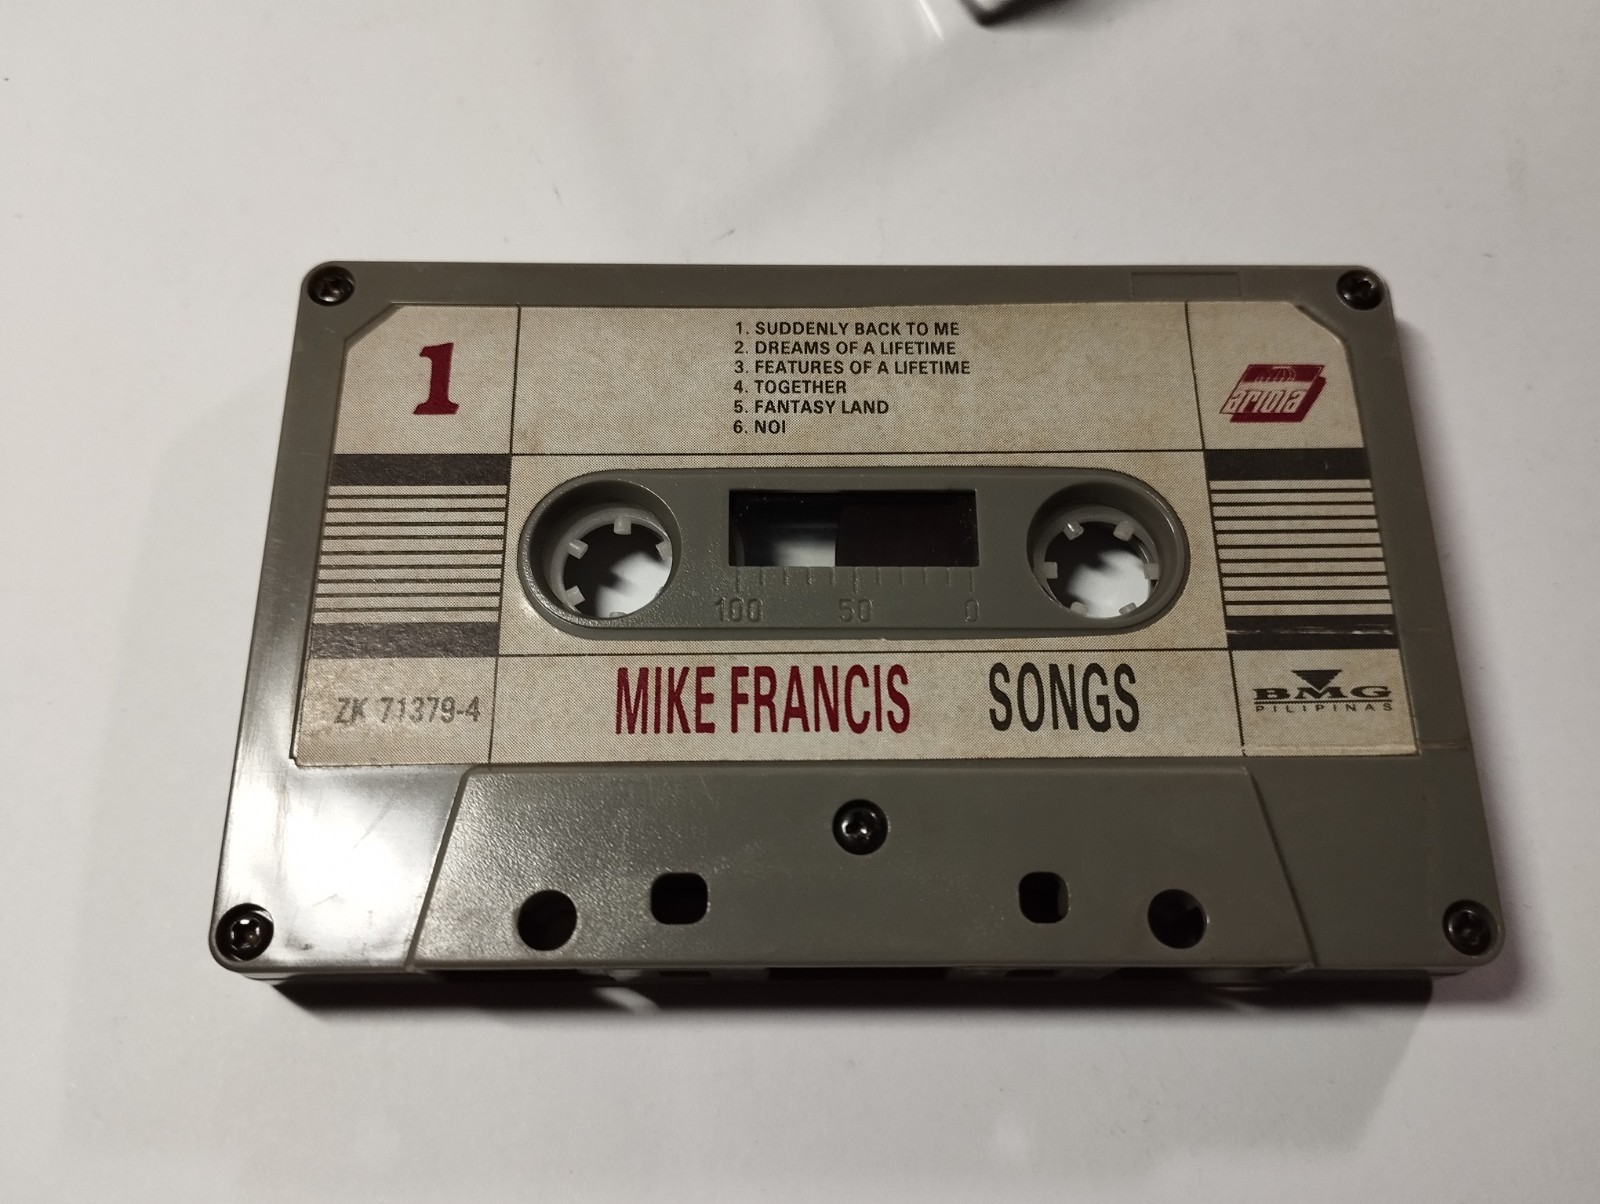 1
1. SUDDENLY BACK TO ME
2. DREAMS OF A LIFETIME
3. FEATURES OF A LIFETIME
4. TOGETHER
5. FANTASY LAND
6. NOI
ariola
100 50 0
ZK 71379-4
MIKE FRANCIS SONGS
BMG
PILIPINAS